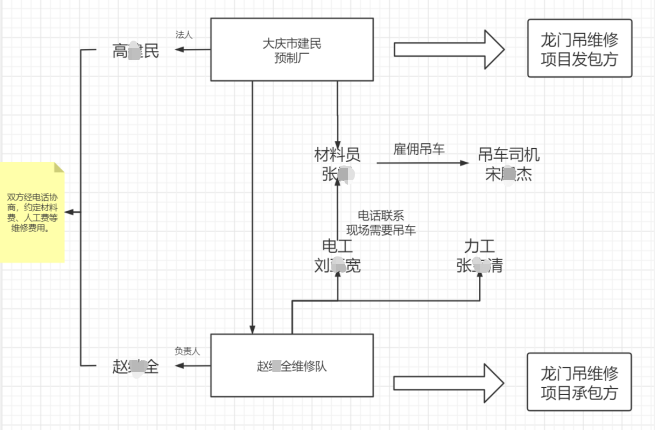 法人
大庆市建民
预制厂
龙门吊维修
项目发包方
高 民
材料员
张
雇佣吊车
吊车司机
宋 杰
双方经电话协
商，约定材料
费、人工费等
维修费用。
电话联系
现场需要吊车
电工
刘 宽
力工
张 清
负责人
赵 全
赵 全维修队
龙门吊维修
项目承包方